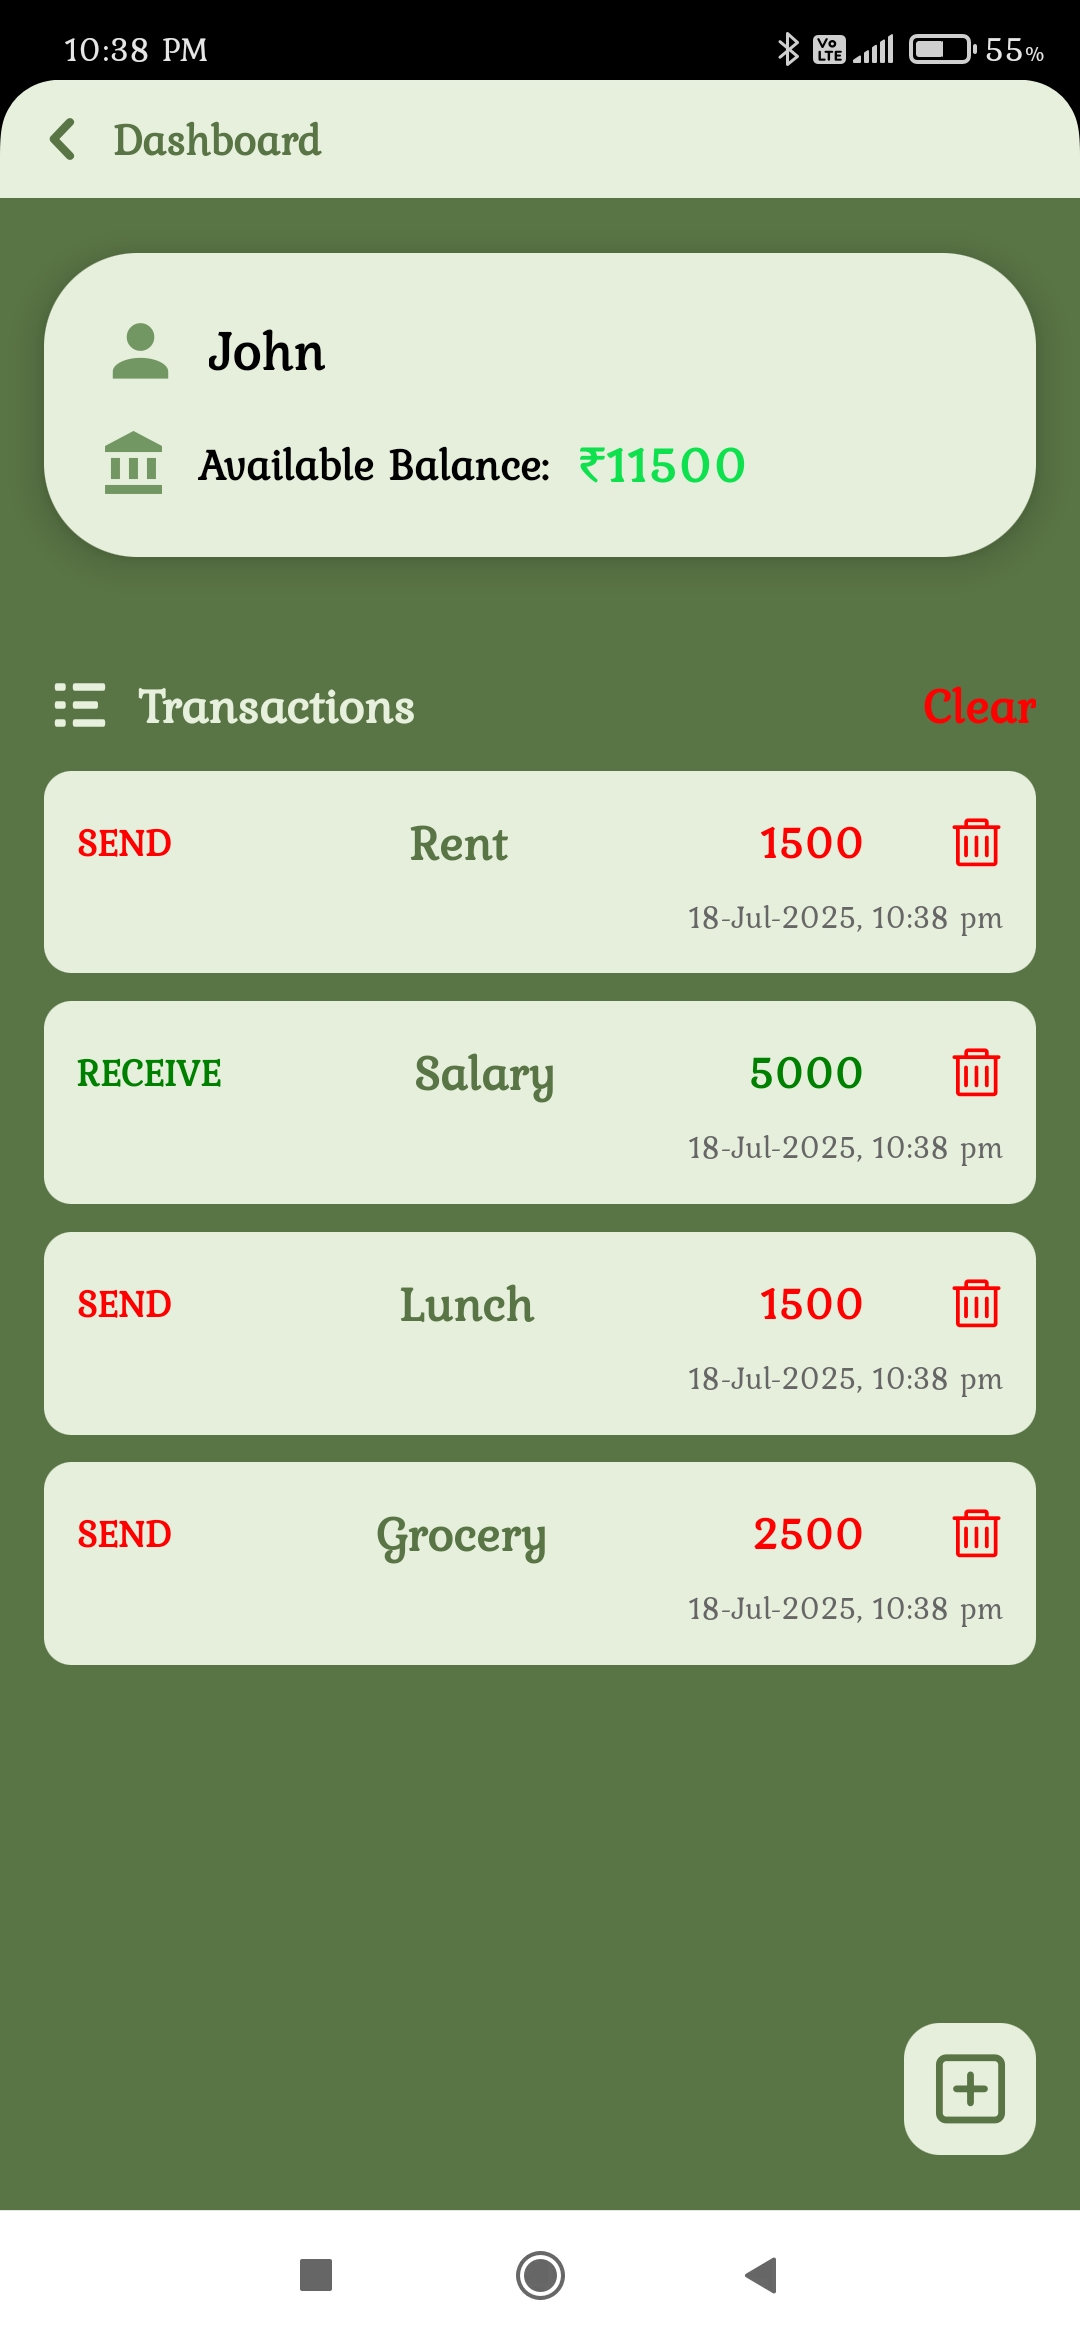 10:38 PM Vo LTE 55%
Dashboard
John
Available Balance: ₹11500
Transactions Clear
SEND Rent 1500
18-Jul-2025, 10:38 pm
RECEIVE Salary 5000
18-Jul-2025, 10:38 pm
SEND Lunch 1500
18-Jul-2025, 10:38 pm
SEND Grocery 2500
18-Jul-2025, 10:38 pm